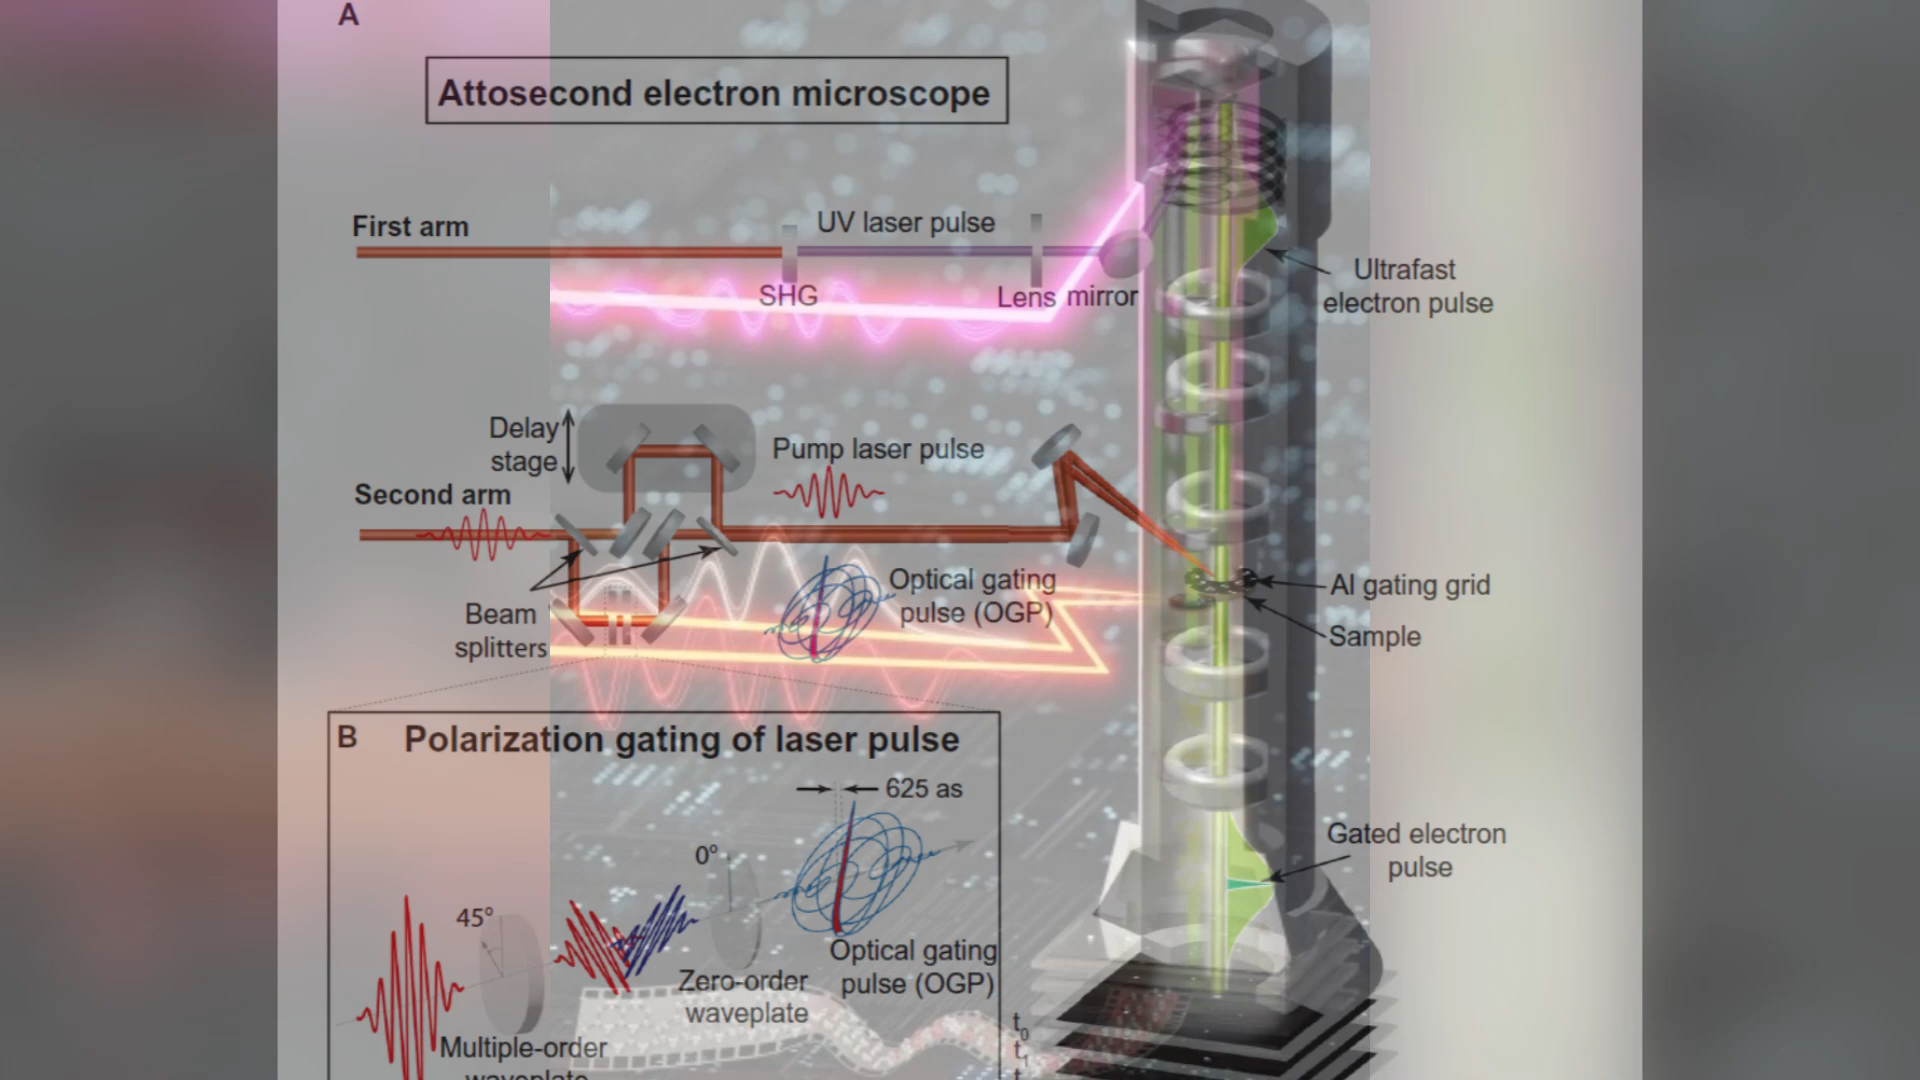 A
Attosecond electron microscope
First arm
UV laser pulse
SHG
Lens mirror
Ultrafast
electron pulse
Delay
stage
Pump laser pulse
Second arm
Optical gating
pulse (OGP)
Al gating grid
Beam
splitters
Sample
B
Polarization gating of laser pulse
625 as
0°
Gated electron
pulse
45°
Optical gating
pulse (OGP)
Zero-order
waveplate
Multiple-order
waveplate
t0
t1